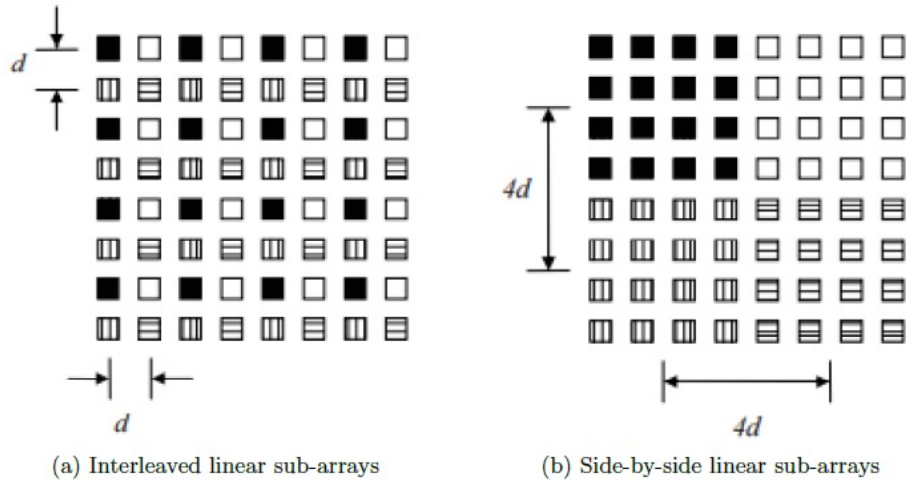 d
4d
d
4d
(a) Interleaved linear sub-arrays
(b) Side-by-side linear sub-arrays